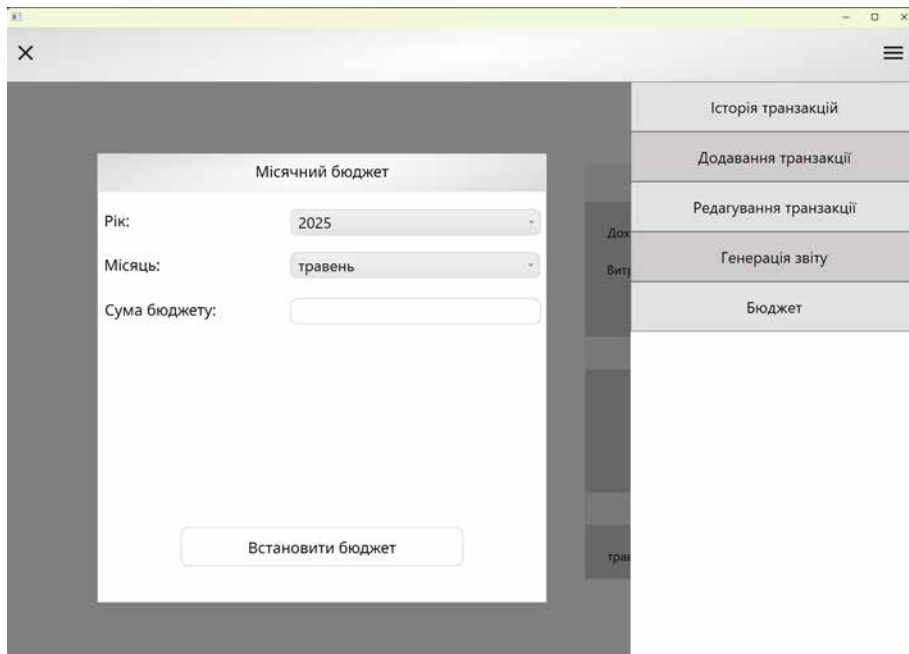 Місячний бюджет
Рік:
2025
Місяць:
травень
Сума бюджету:
Встановити бюджет
Історія транзакцій
Додавання транзакції
Редагування транзакції
Генерація звіту
Бюджет